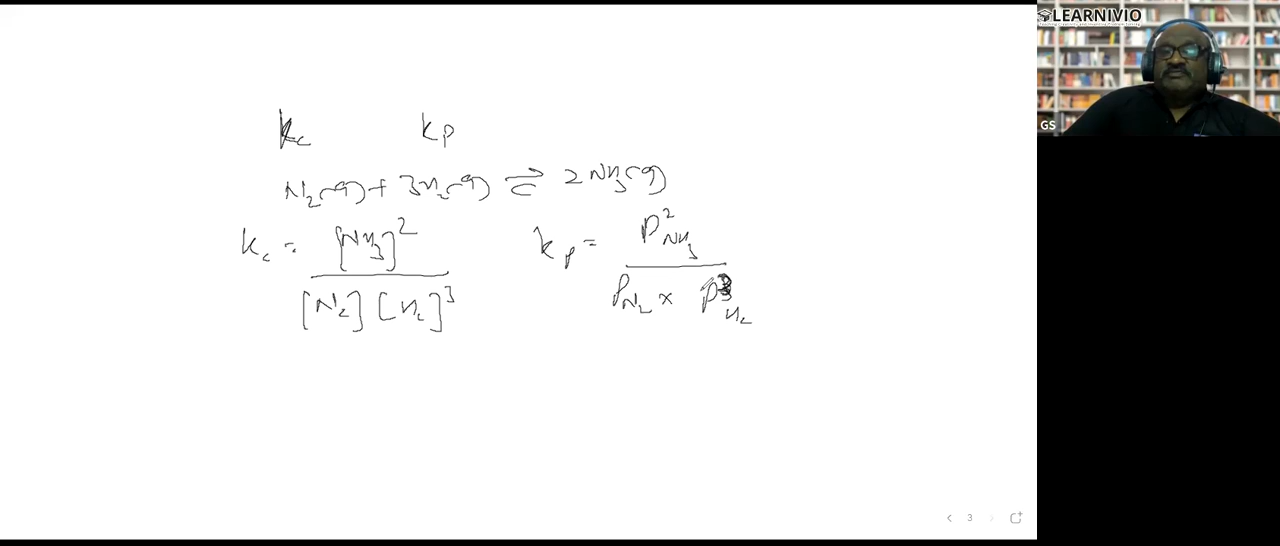 Kc Kp
N2(g) + 3H2(g) ⇌ 2NH3(g)
Kc = [NH3]^2 / [N2] [H2]^3
Kp = P^2 NH3 / P N2 × P^3 H2
LEARNIVIO
GS
3